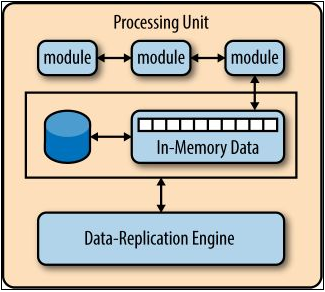 Processing Unit
module module module
In-Memory Data
Data-Replication Engine